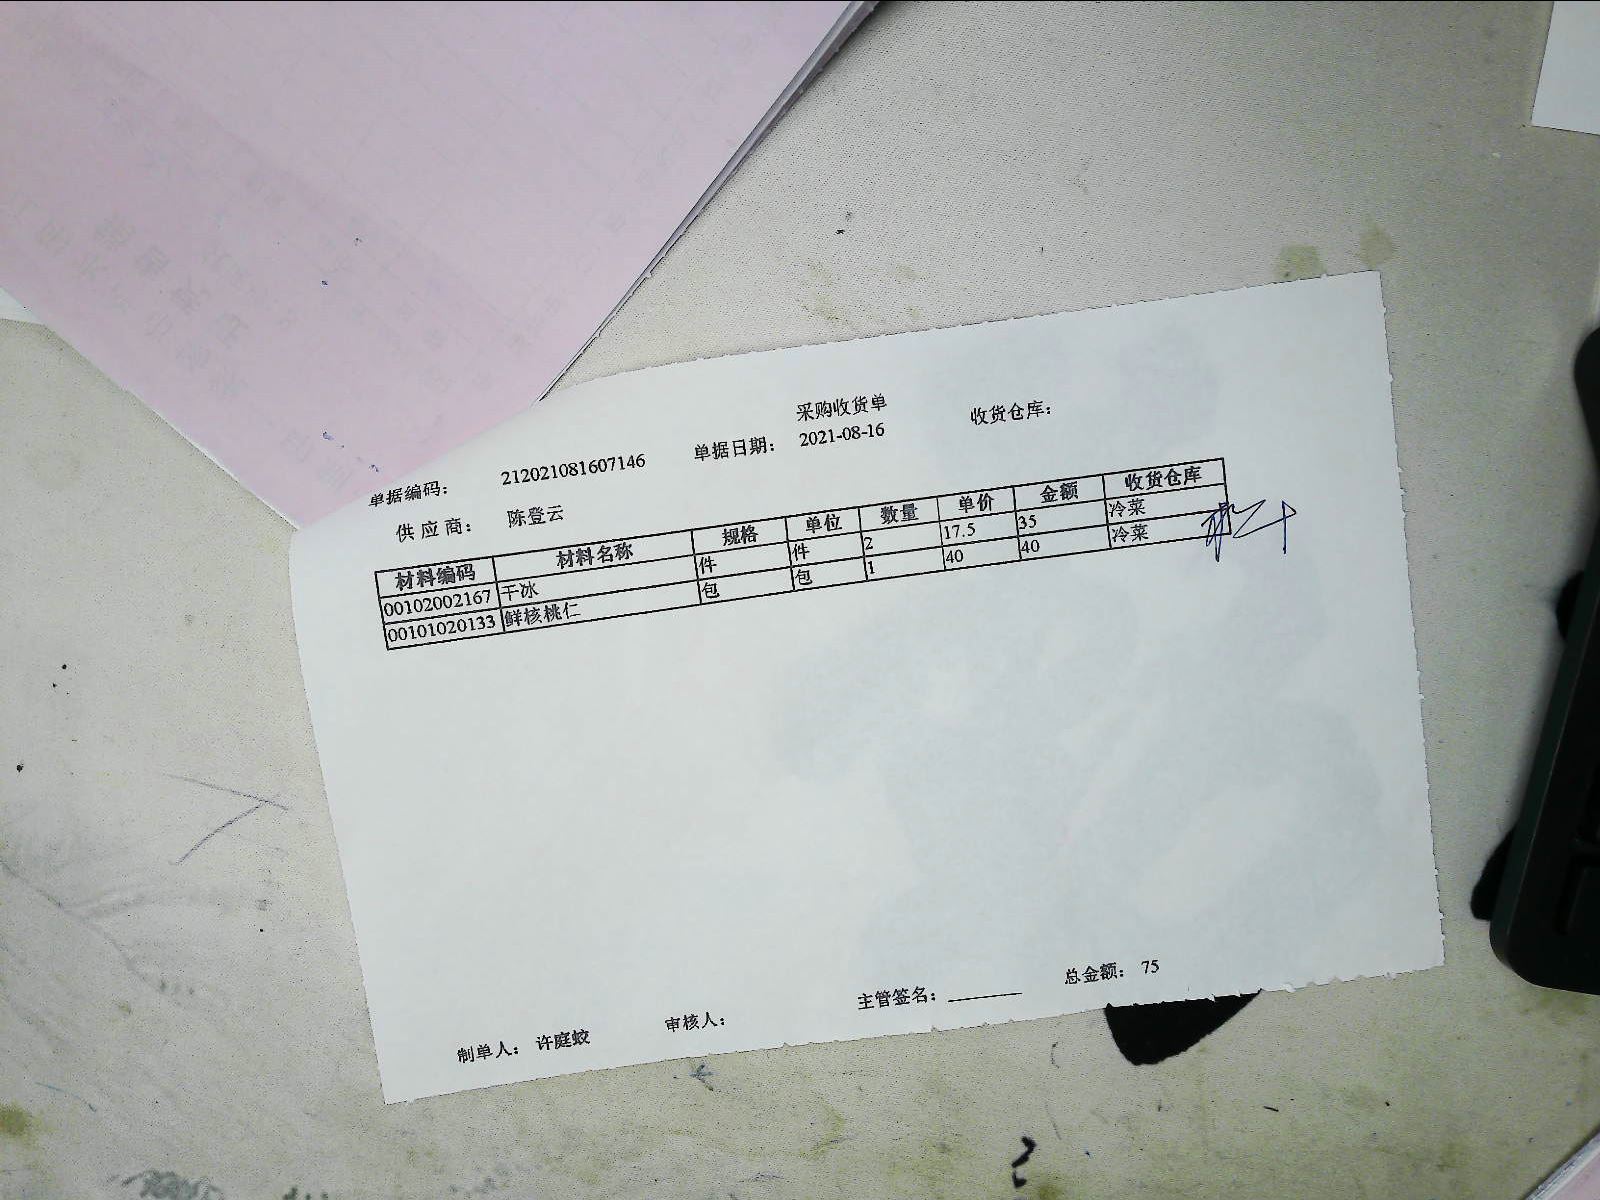 采购收货单
单据编码： 212021081607146 单据日期： 2021-08-16 收货仓库：
供 应 商： 陈登云
材料编码 材料名称 规格 单位 数量 单价 金额 收货仓库
00102002167 干冰 件 件 2 17.5 35 冷菜
00101020133 鲜核桃仁 包 包 1 40 40 冷菜
制单人： 许庭蛟 审核人： 主管签名： 总金额： 75